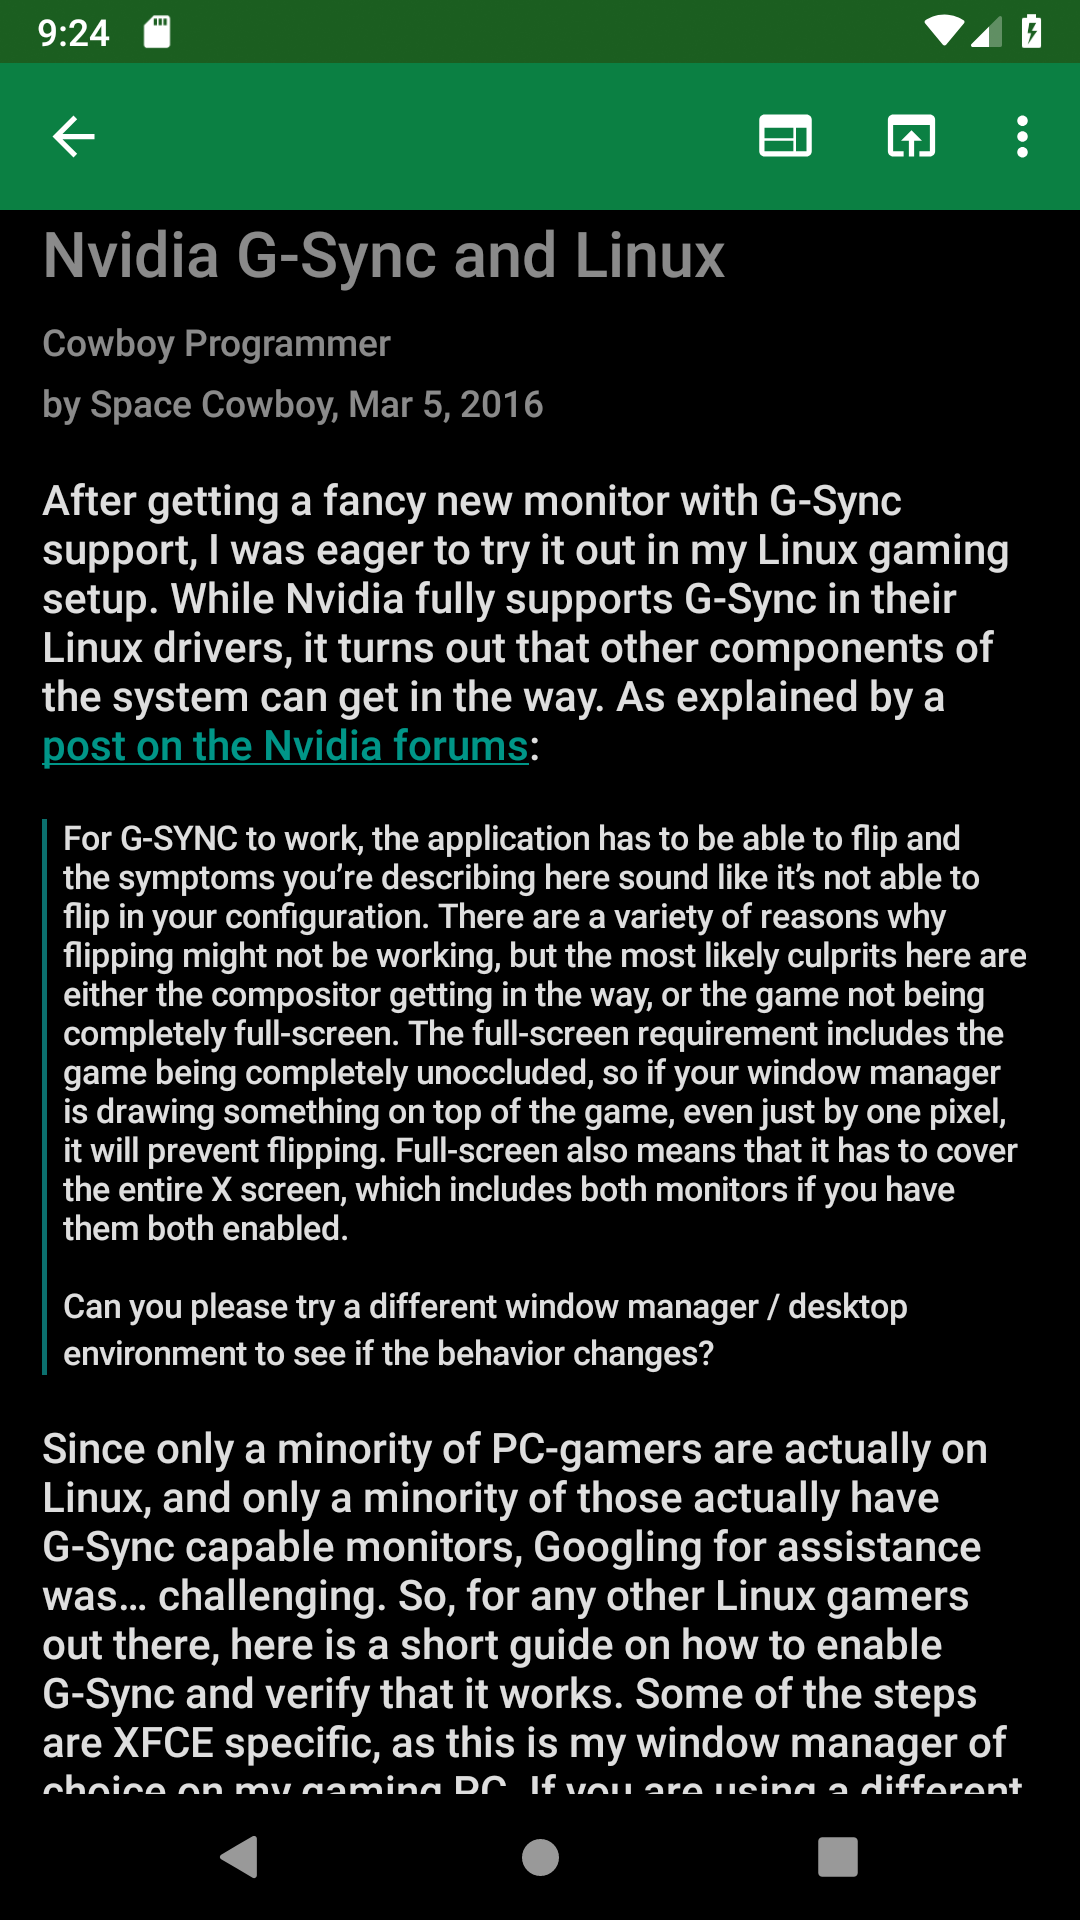 9:24
Nvidia G-Sync and Linux
Cowboy Programmer
by Space Cowboy, Mar 5, 2016
After getting a fancy new monitor with G-Sync
support, I was eager to try it out in my Linux gaming
setup. While Nvidia fully supports G-Sync in their
Linux drivers, it turns out that other components of
the system can get in the way. As explained by a
post on the Nvidia forums:
For G-SYNC to work, the application has to be able to flip and
the symptoms you’re describing here sound like it’s not able to
flip in your configuration. There are a variety of reasons why
flipping might not be working, but the most likely culprits here are
either the compositor getting in the way, or the game not being
completely full-screen. The full-screen requirement includes the
game being completely unoccluded, so if your window manager
is drawing something on top of the game, even just by one pixel,
it will prevent flipping. Full-screen also means that it has to cover
the entire X screen, which includes both monitors if you have
them both enabled.
Can you please try a different window manager / desktop
environment to see if the behavior changes?
Since only a minority of PC-gamers are actually on
Linux, and only a minority of those actually have
G-Sync capable monitors, Googling for assistance
was… challenging. So, for any other Linux gamers
out there, here is a short guide on how to enable
G-Sync and verify that it works. Some of the steps
are XFCE specific, as this is my window manager of
choice on my gaming PC. If you are using a different